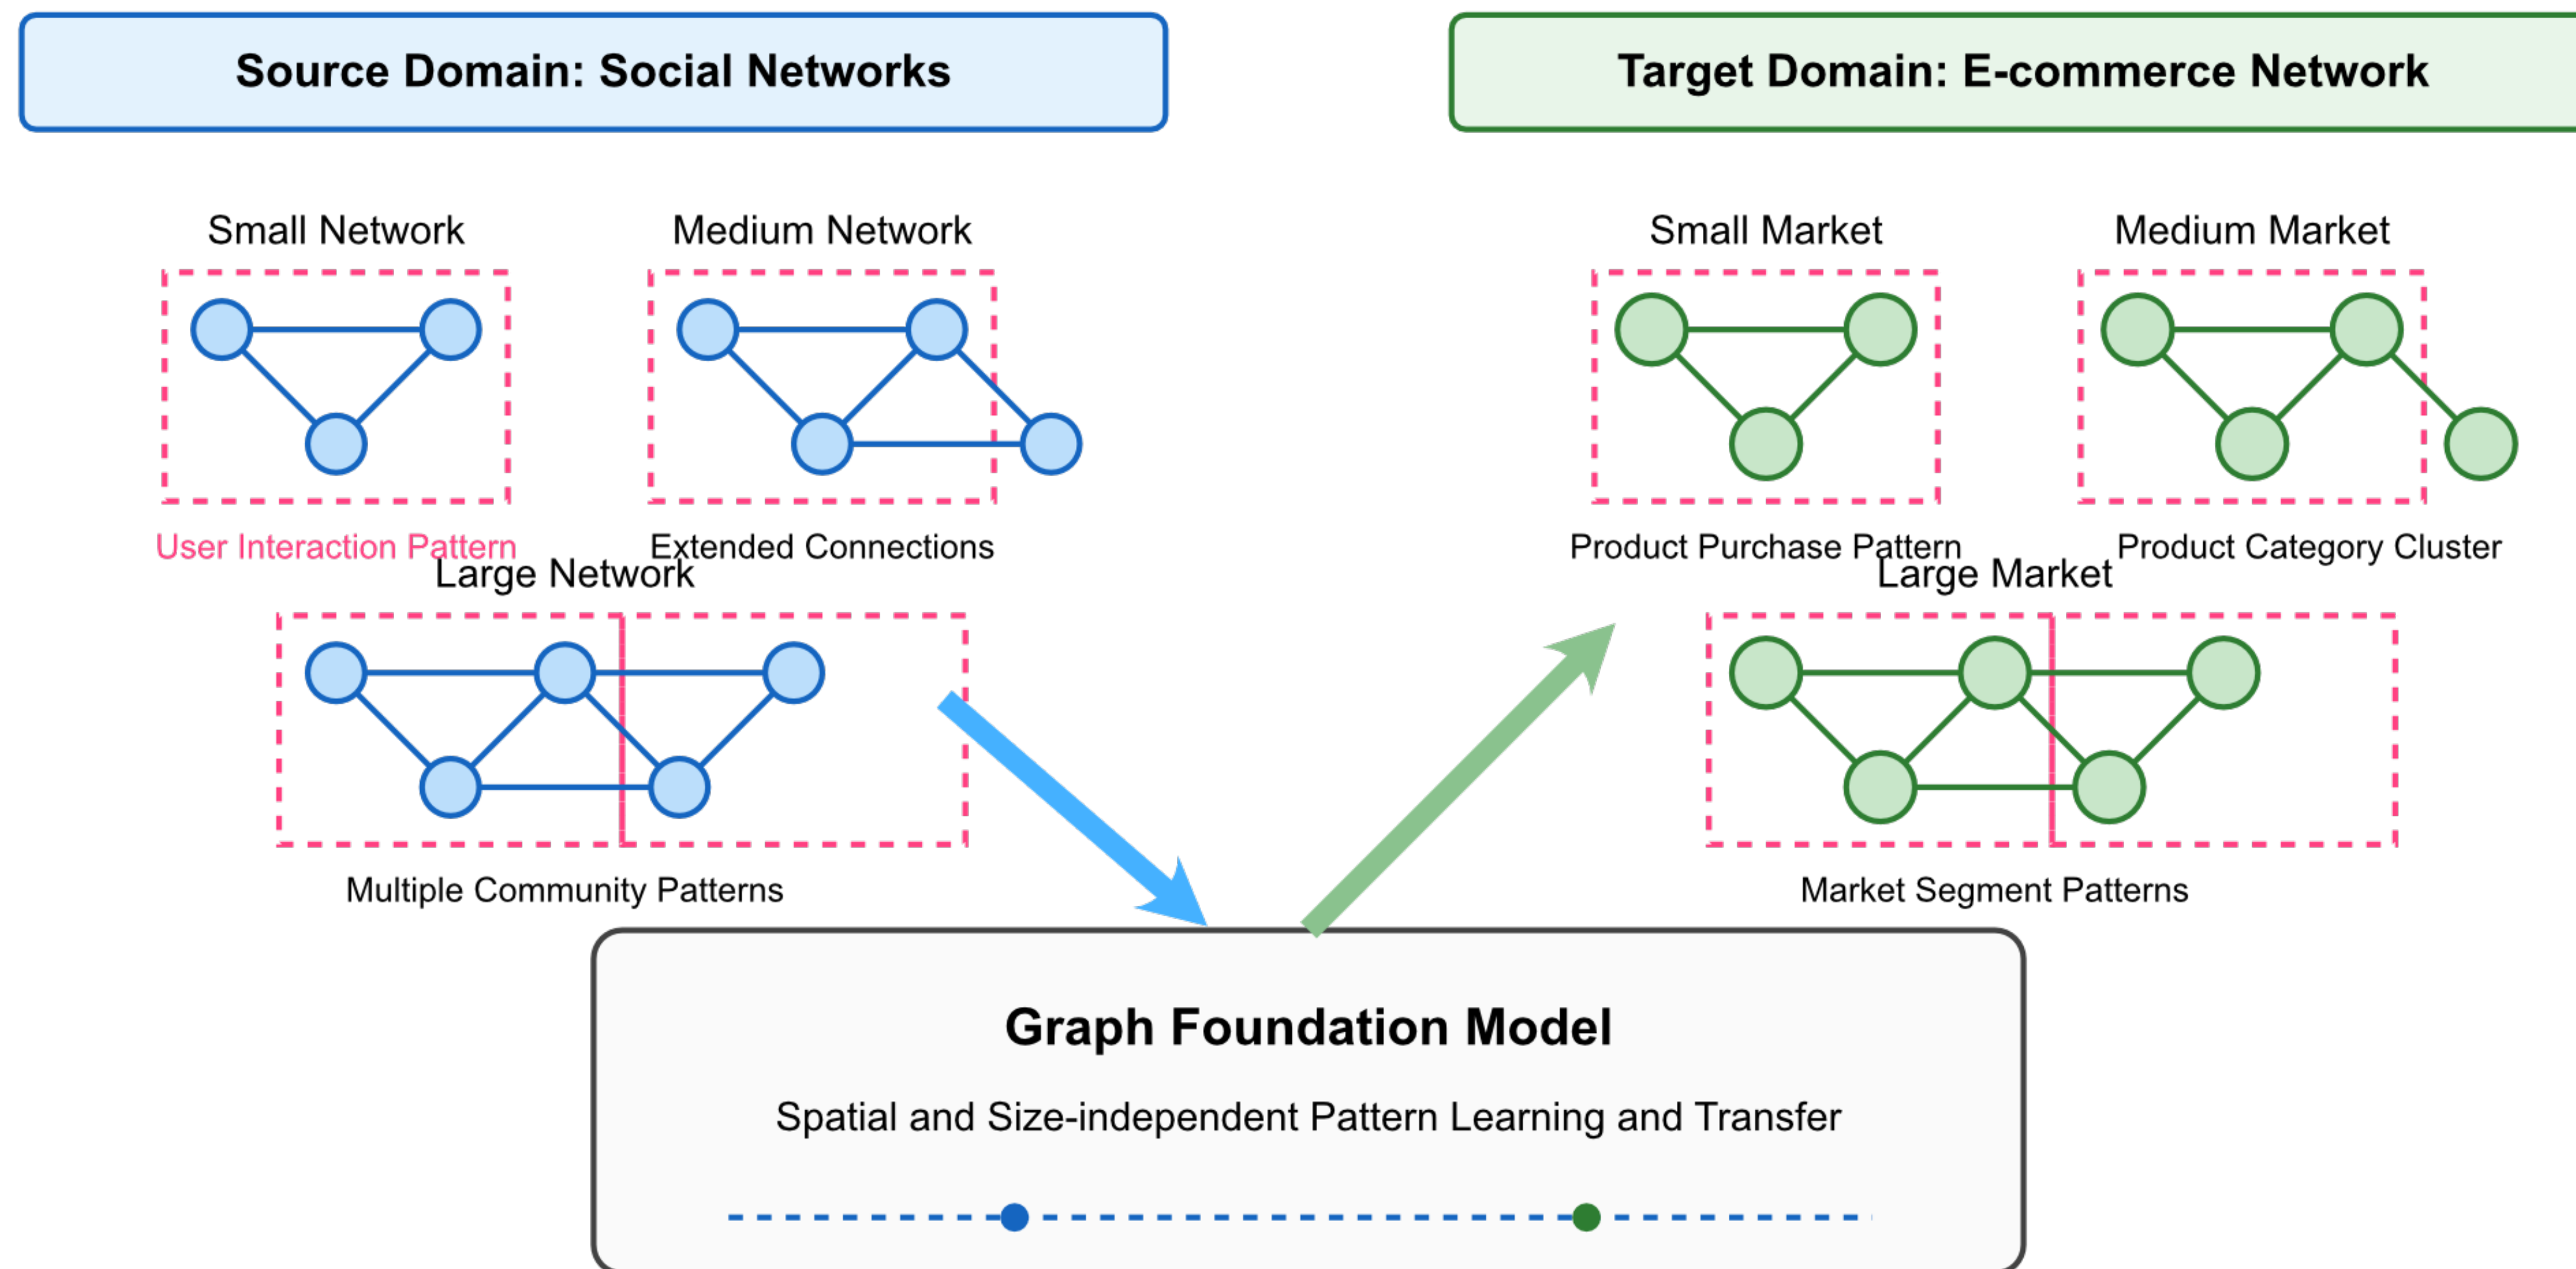 Source Domain: Social Networks
Target Domain: E-commerce Network
Small Network
Medium Network
Small Market
Medium Market
User Interaction Pattern
Extended Connections
Product Purchase Pattern
Product Category Cluster
Large Network
Large Market
Multiple Community Patterns
Market Segment Patterns
Graph Foundation Model
Spatial and Size-independent Pattern Learning and Transfer